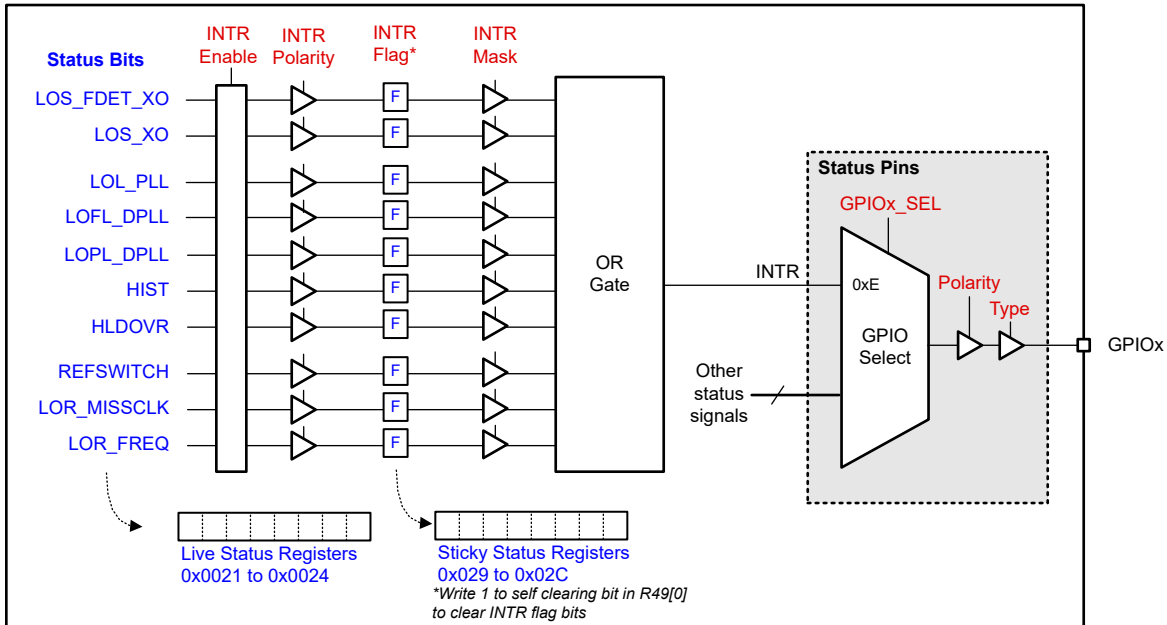 INTR
Enable
INTR
Polarity
INTR
Flag*
INTR
Mask
Status Bits
LOS_FDET_XO
LOS_XO
LOL_PLL
LOFL_DPLL
LOPL_DPLL
HIST
HLDOVR
REFSWITCH
LOR_MISSCLK
LOR_FREQ
F
F
F
F
F
F
F
F
F
F
OR
Gate
INTR
Other
status
signals
Status Pins
GPIOx_SEL
0xE
GPIO
Select
Polarity
Type
GPIOx
Live Status Registers
0x0021 to 0x0024
Sticky Status Registers
0x029 to 0x02C
*Write 1 to self clearing bit in R49[0]
to clear INTR flag bits